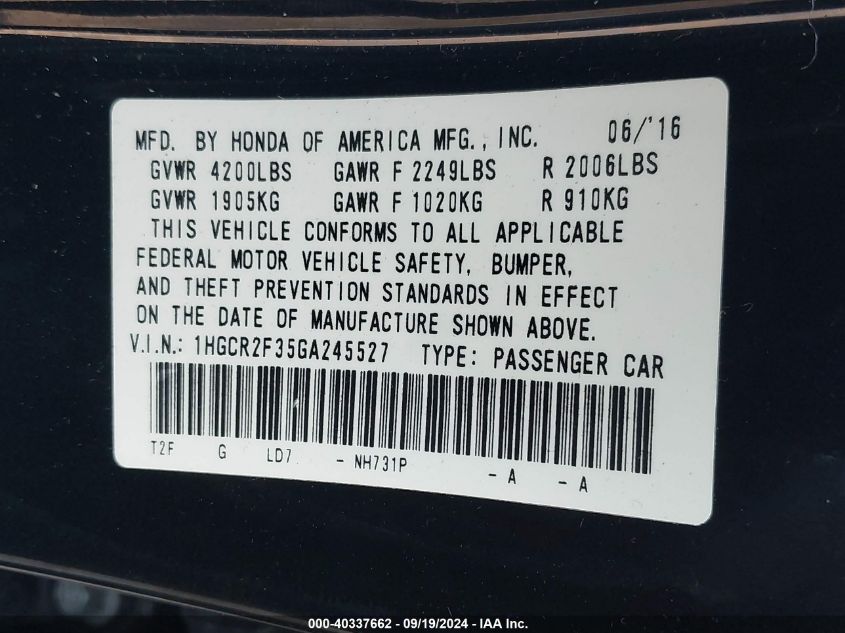 MFD. BY HONDA OF AMERICA MFG., INC. 06/'16
GVWR 4200LBS GAWR F 2249LBS R 2006LBS
GVWR 1905KG GAWR F 1020KG R 910KG
THIS VEHICLE CONFORMS TO ALL APPLICABLE
FEDERAL MOTOR VEHICLE SAFETY, BUMPER,
AND THEFT PREVENTION STANDARDS IN EFFECT
ON THE DATE OF MANUFACTURE SHOWN ABOVE.
V.I.N.: 1HGCR2F35GA245527 TYPE: PASSENGER CAR
T2F G LD7 - NH731P - A - A
000-40337662 - 09/19/2024 - IAA Inc.